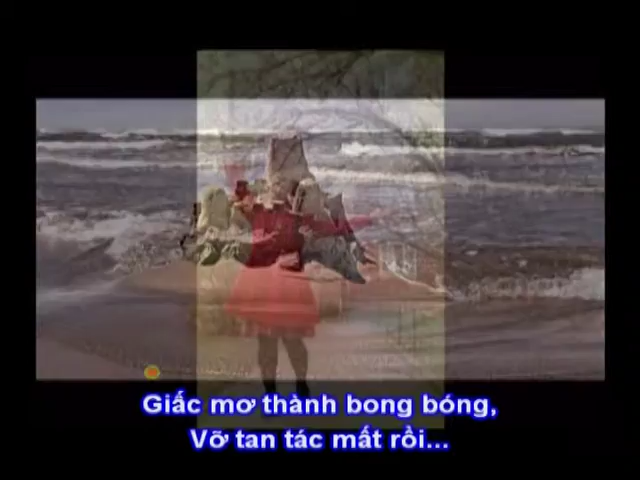 Giấc mơ thành bong bóng,
Vỡ tan tác mất rồi...